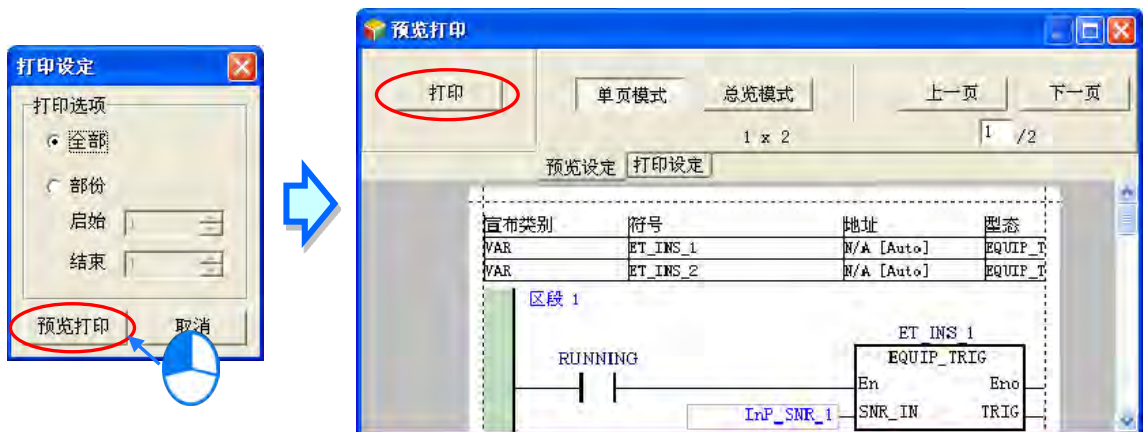 打印设定
打印选项
全部
部份
启始 1
结束 1
预览打印 取消
预览打印
打印 单页模式 总览模式 上一页 下一页
1 x 2 1 /2
预览设定 打印设定
宣布类别 符号 地址 型态
VAR ET_INS_1 N/A [Auto] EQUIP_T
VAR ET_INS_2 N/A [Auto] EQUIP_T
区段 1
ET_INS_1
RUNNING EQUIP_TRIG
En Eno
InP_SNR_1 SNR_IN TRIG